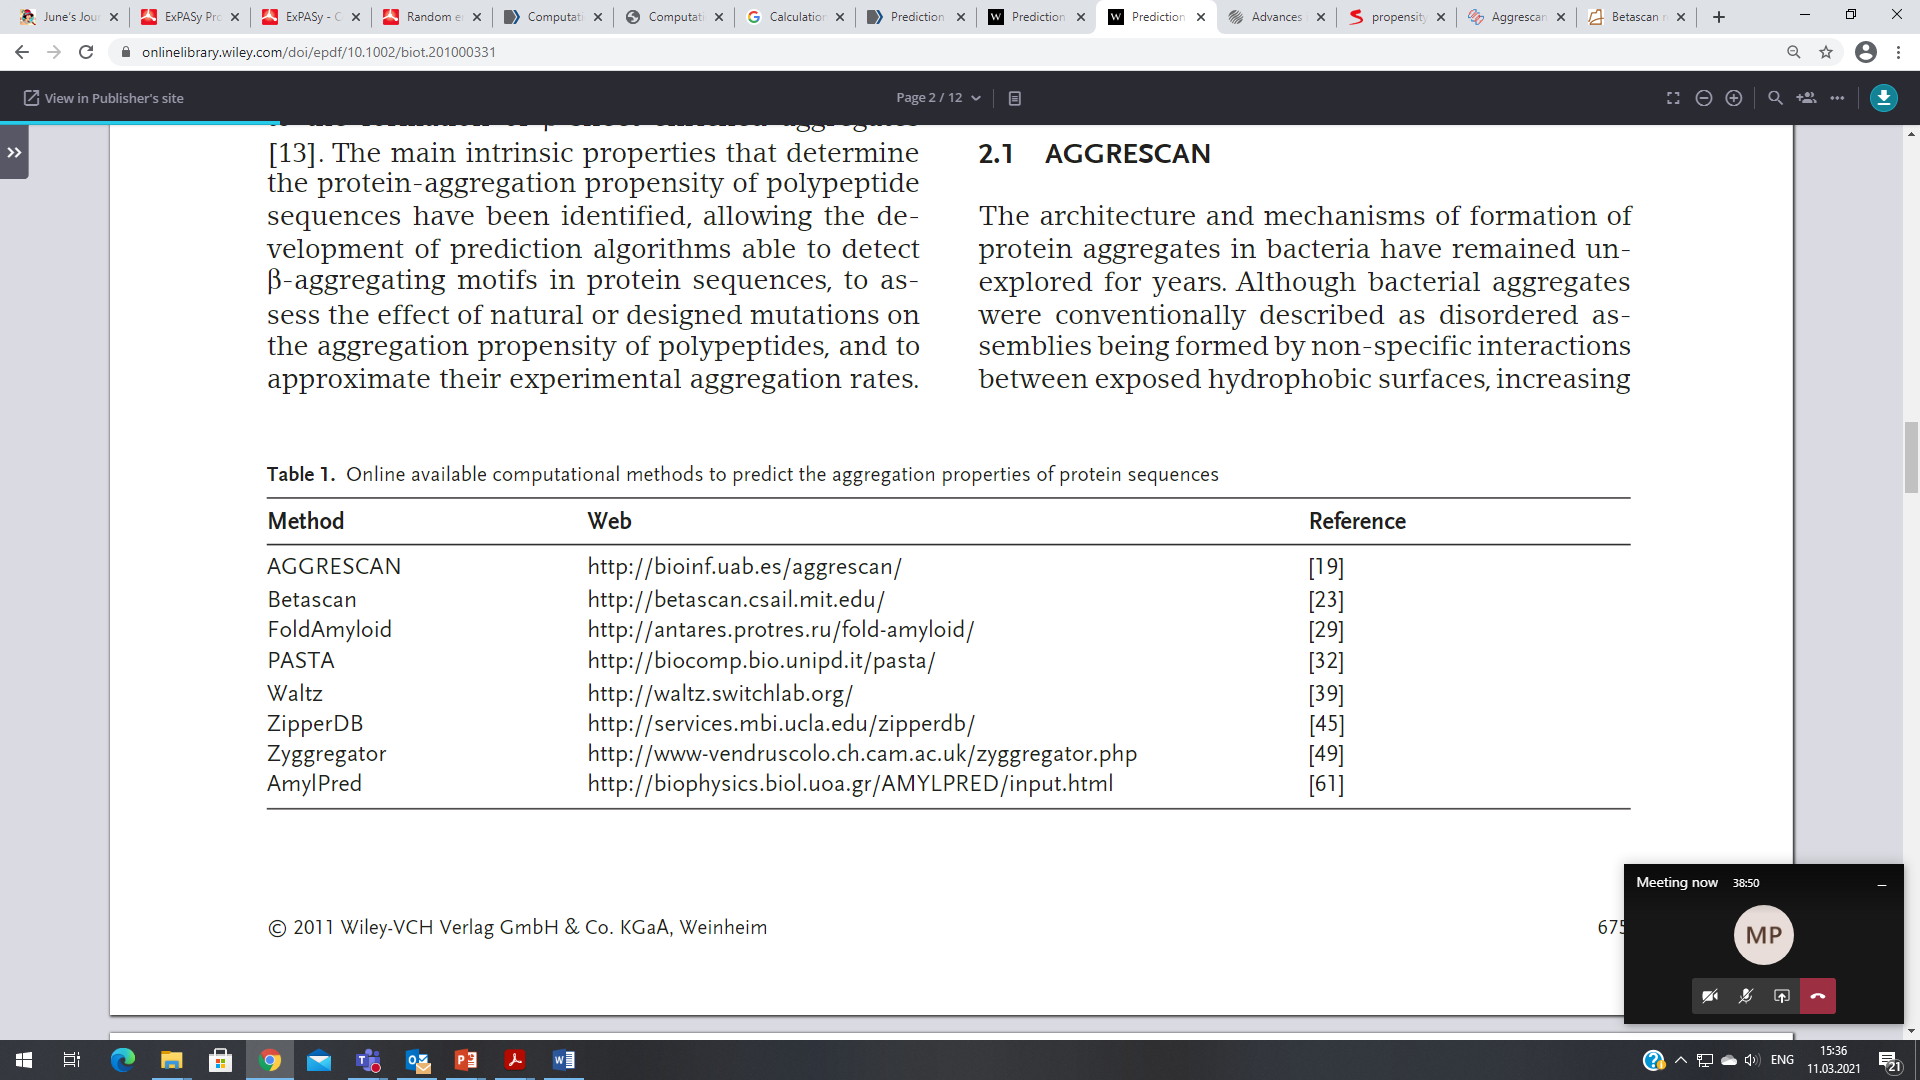 June's Jou
ExPASy Pro
ExPASy - C
Random e
Computati
Computati
Calculation
Prediction
Prediction
Prediction
Advances
propensity
Aggrescan
Betascan
onlinelibrary.wiley.com/doi/epdf/10.1002/biot.201000331
View in Publisher's site
Page 2 / 12
[13]. The main intrinsic properties that determine
the protein-aggregation propensity of polypeptide
sequences have been identified, allowing the de-
velopment of prediction algorithms able to detect
β-aggregating motifs in protein sequences, to as-
sess the effect of natural or designed mutations on
the aggregation propensity of polypeptides, and to
approximate their experimental aggregation rates.
2.1 AGGRESCAN
The architecture and mechanisms of formation of
protein aggregates in bacteria have remained un-
explored for years. Although bacterial aggregates
were conventionally described as disordered as-
semblies being formed by non-specific interactions
between exposed hydrophobic surfaces, increasing
Table 1. Online available computational methods to predict the aggregation properties of protein sequences
Method Web Reference
AGGRESCAN http://bioinf.uab.es/aggrescan/ [19]
Betascan http://betascan.csail.mit.edu/ [23]
FoldAmyloid http://antares.protres.ru/fold-amyloid/ [29]
PASTA http://biocomp.bio.unipd.it/pasta/ [32]
Waltz http://waltz.switchlab.org/ [39]
ZipperDB http://services.mbi.ucla.edu/zipperdb/ [45]
Zyggregator http://www-vendruscolo.ch.cam.ac.uk/zyggregator.php [49]
AmylPred http://biophysics.biol.uoa.gr/AMYLPRED/input.html [61]
© 2011 Wiley-VCH Verlag GmbH & Co. KGaA, Weinheim
675
Meeting now 38:50
MP
ENG
15:36
11.03.2021
21